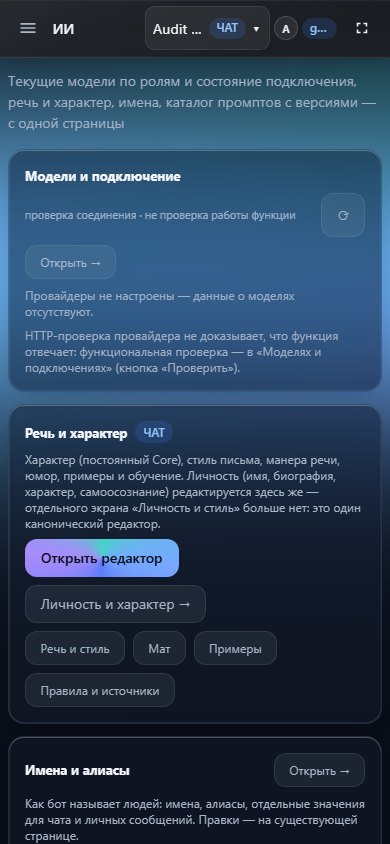 ИИ
Audit ... ЧАТ ▾ A g...
Текущие модели по ролям и состояние подключения,
речь и характер, имена, каталог промптов с версиями —
с одной страницы
Модели и подключение
проверка соединения · не проверка работы функции
Открыть →
Провайдеры не настроены — данные о моделях
отсутствуют.
HTTP-проверка провайдера не доказывает, что функция
отвечает: функциональная проверка — в «Моделях и
подключениях» (кнопка «Проверить»).
Речь и характер ЧАТ
Характер (постоянный Core), стиль письма, манера речи,
юмор, примеры и обучение. Личность (имя, биография,
характер, самоосознание) редактируется здесь же —
отдельного экрана «Личность и стиль» больше нет: это один
канонический редактор.
Открыть редактор
Личность и характер →
Речь и стиль Мат Примеры
Правила и источники
Имена и алиасы Открыть →
Как бот называет людей: имена, алиасы, отдельные значения
для чата и личных сообщений. Правки — на существующей
странице.